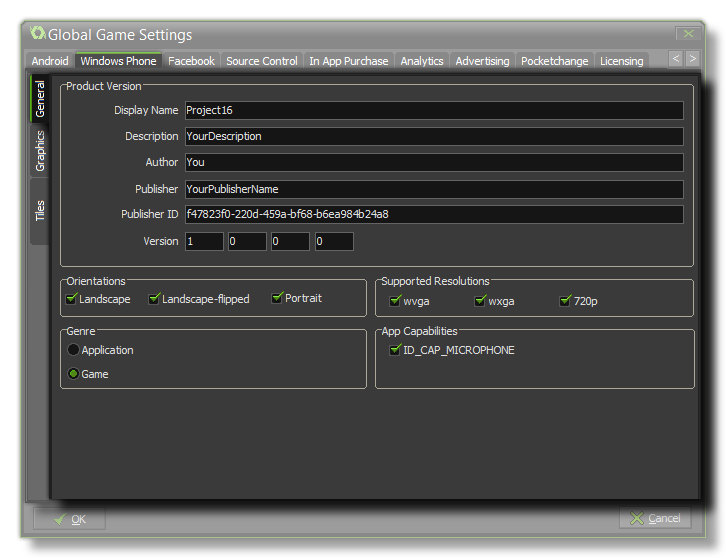 Global Game Settings
Android Windows Phone Facebook Source Control In App Purchase Analytics Advertising Pocketchange Licensing < >
General
Graphics
Tiles
Product Version
Display Name Project16
Description YourDescription
Author You
Publisher YourPublisherName
Publisher ID f47823f0-220d-459a-bf68-b6ea984b24a8
Version 1 0 0 0
Orientations
Landscape Landscape-flipped Portrait
Supported Resolutions
wvga wxga 720p
Genre
Application
Game
App Capabilities
ID_CAP_MICROPHONE
OK Cancel